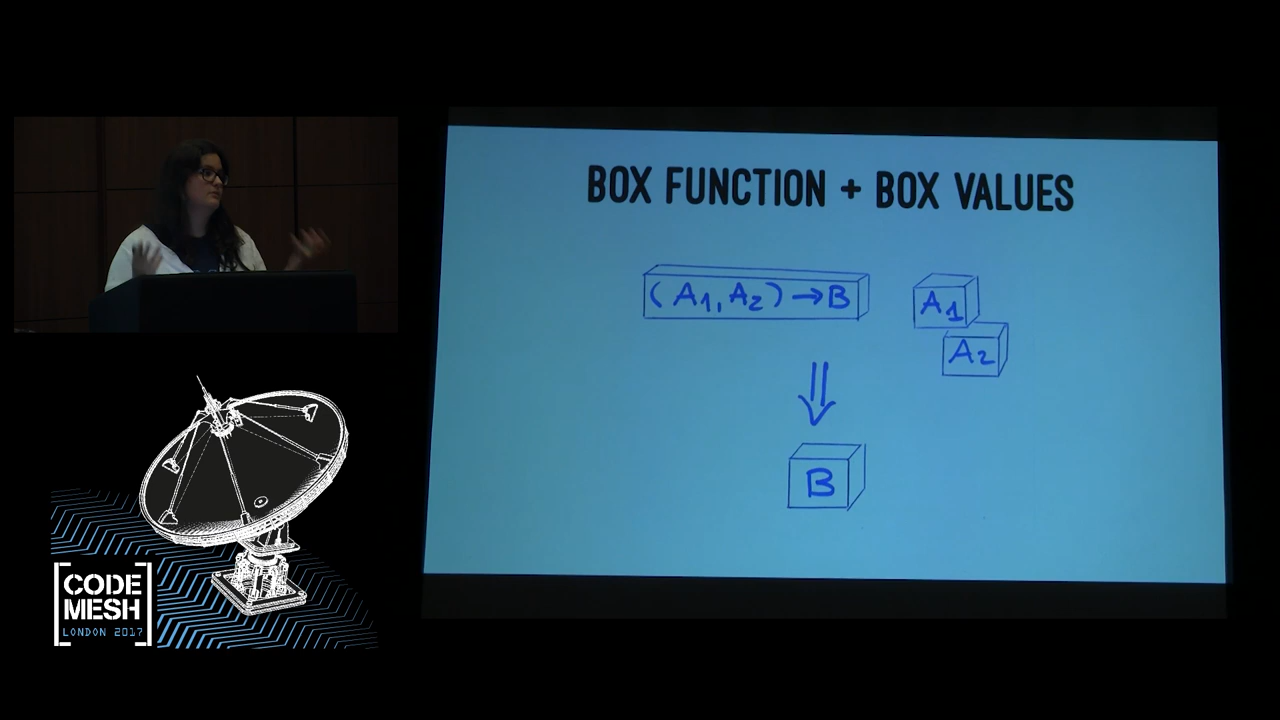 BOX FUNCTION + BOX VALUES
(A1, A2) → B
A1
A2
B
CODE
MESH
LONDON 2017